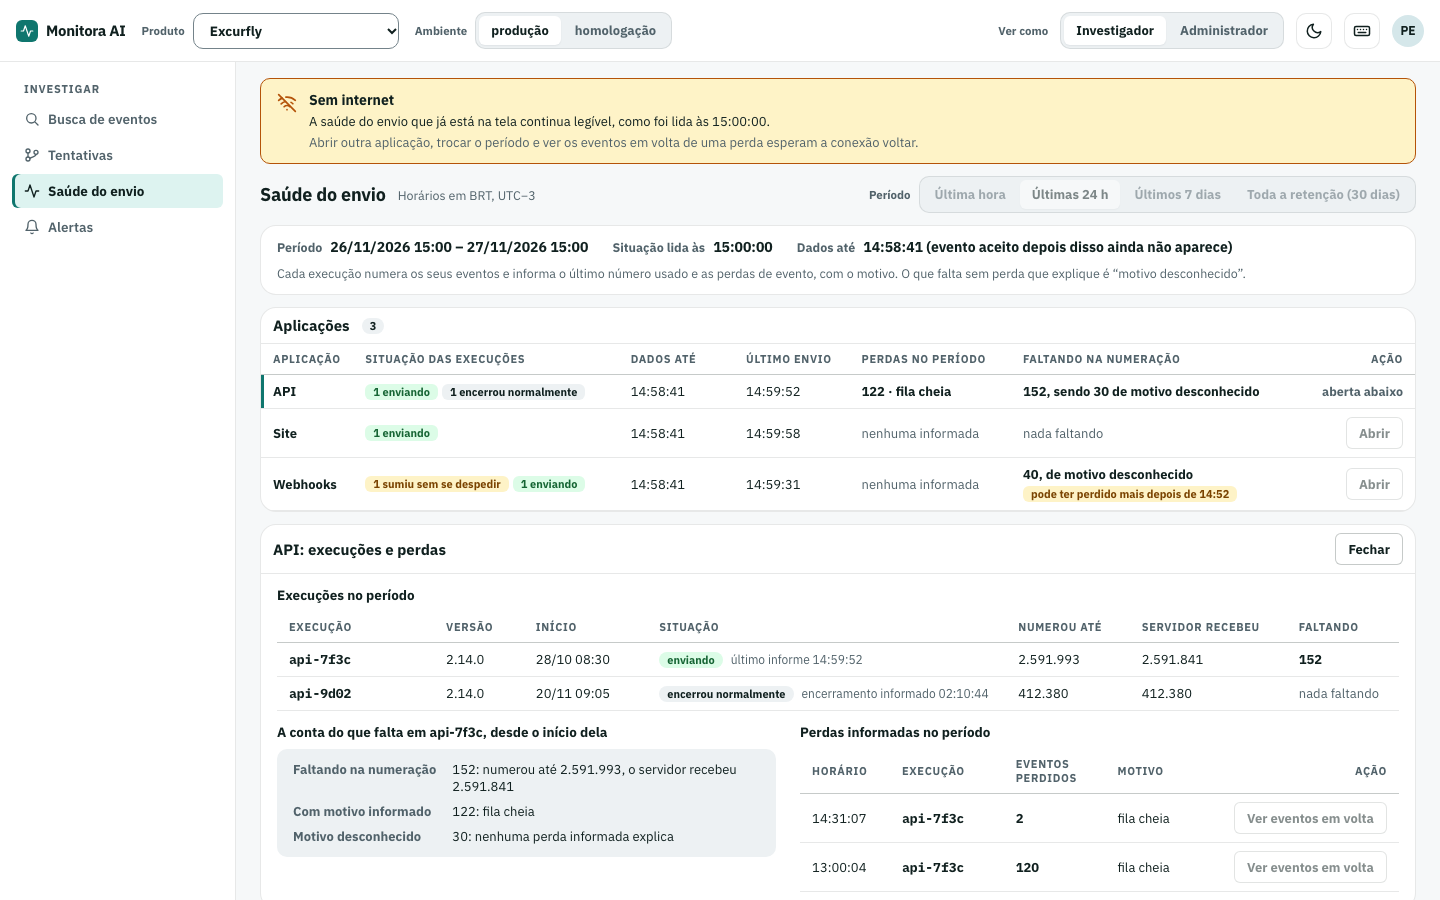 Monitora AI Produto Excurfly Ambiente produção homologação Ver como Investigador Administrador PE
INVESTIGAR
Busca de eventos
Tentativas
Saúde do envio
Alertas
Sem internet
A saúde do envio que já está na tela continua legível, como foi lida às 15:00:00.
Abrir outra aplicação, trocar o período e ver os eventos em volta de uma perda esperam a conexão voltar.
Saúde do envio Horários em BRT, UTC−3 Período Última hora Últimas 24 h Últimos 7 dias Toda a retenção (30 dias)
Período 26/11/2026 15:00 – 27/11/2026 15:00 Situação lida às 15:00:00 Dados até 14:58:41 (evento aceito depois disso ainda não aparece)
Cada execução numera os seus eventos e informa o último número usado e as perdas de evento, com o motivo. O que falta sem perda que explique é “motivo desconhecido”.
Aplicações 3
APLICAÇÃO SITUAÇÃO DAS EXECUÇÕES DADOS ATÉ ÚLTIMO ENVIO PERDAS NO PERÍODO FALTANDO NA NUMERAÇÃO AÇÃO
API 1 enviando 1 encerrou normalmente 14:58:41 14:59:52 122 · fila cheia 152, sendo 30 de motivo desconhecido aberta abaixo
Site 1 enviando 14:58:41 14:59:58 nenhuma informada nada faltando Abrir
Webhooks 1 sumiu sem se despedir 1 enviando 14:58:41 14:59:31 nenhuma informada 40, de motivo desconhecido Abrir
pode ter perdido mais depois de 14:52
API: execuções e perdas Fechar
Execuções no período
EXECUÇÃO VERSÃO INÍCIO SITUAÇÃO NUMEROU ATÉ SERVIDOR RECEBEU FALTANDO
api-7f3c 2.14.0 28/10 08:30 enviando último informe 14:59:52 2.591.993 2.591.841 152
api-9d02 2.14.0 20/11 09:05 encerrou normalmente encerramento informado 02:10:44 412.380 412.380 nada faltando
A conta do que falta em api-7f3c, desde o início dela
Faltando na numeração 152: numerou até 2.591.993, o servidor recebeu
2.591.841
Com motivo informado 122: fila cheia
Motivo desconhecido 30: nenhuma perda informada explica
Perdas informadas no período
HORÁRIO EXECUÇÃO EVENTOS PERDIDOS MOTIVO AÇÃO
14:31:07 api-7f3c 2 fila cheia Ver eventos em volta
13:00:04 api-7f3c 120 fila cheia Ver eventos em volta